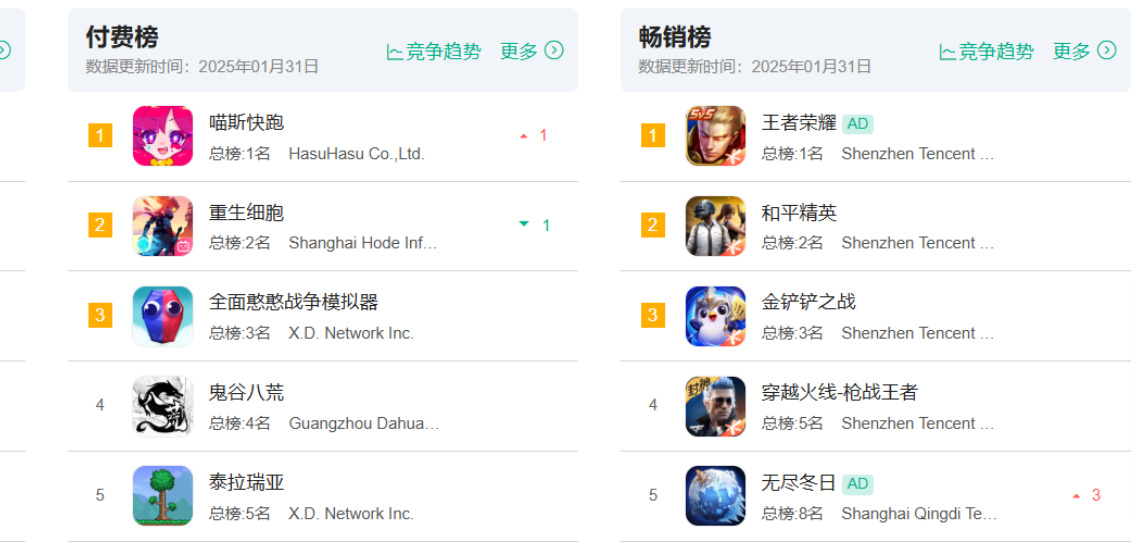 付费榜
数据更新时间：2025年01月31日
竞争趋势 更多
1
喵斯快跑
总榜:1名 HasuHasu Co.,Ltd.
1
2
重生细胞
总榜:2名 Shanghai Hode Inf...
1
3
全面憨憨战争模拟器
总榜:3名 X.D. Network Inc.
4
鬼谷八荒
总榜:4名 Guangzhou Dahua...
5
泰拉瑞亚
总榜:5名 X.D. Network Inc.
畅销榜
数据更新时间：2025年01月31日
竞争趋势 更多
1
5v5
王者荣耀 AD
总榜:1名 Shenzhen Tencent ...
2
和平精英
总榜:2名 Shenzhen Tencent ...
3
金铲铲之战
总榜:3名 Shenzhen Tencent ...
4
穿越火线-枪战王者
总榜:5名 Shenzhen Tencent ...
5
无尽冬日 AD
总榜:8名 Shanghai Qingdi Te...
3